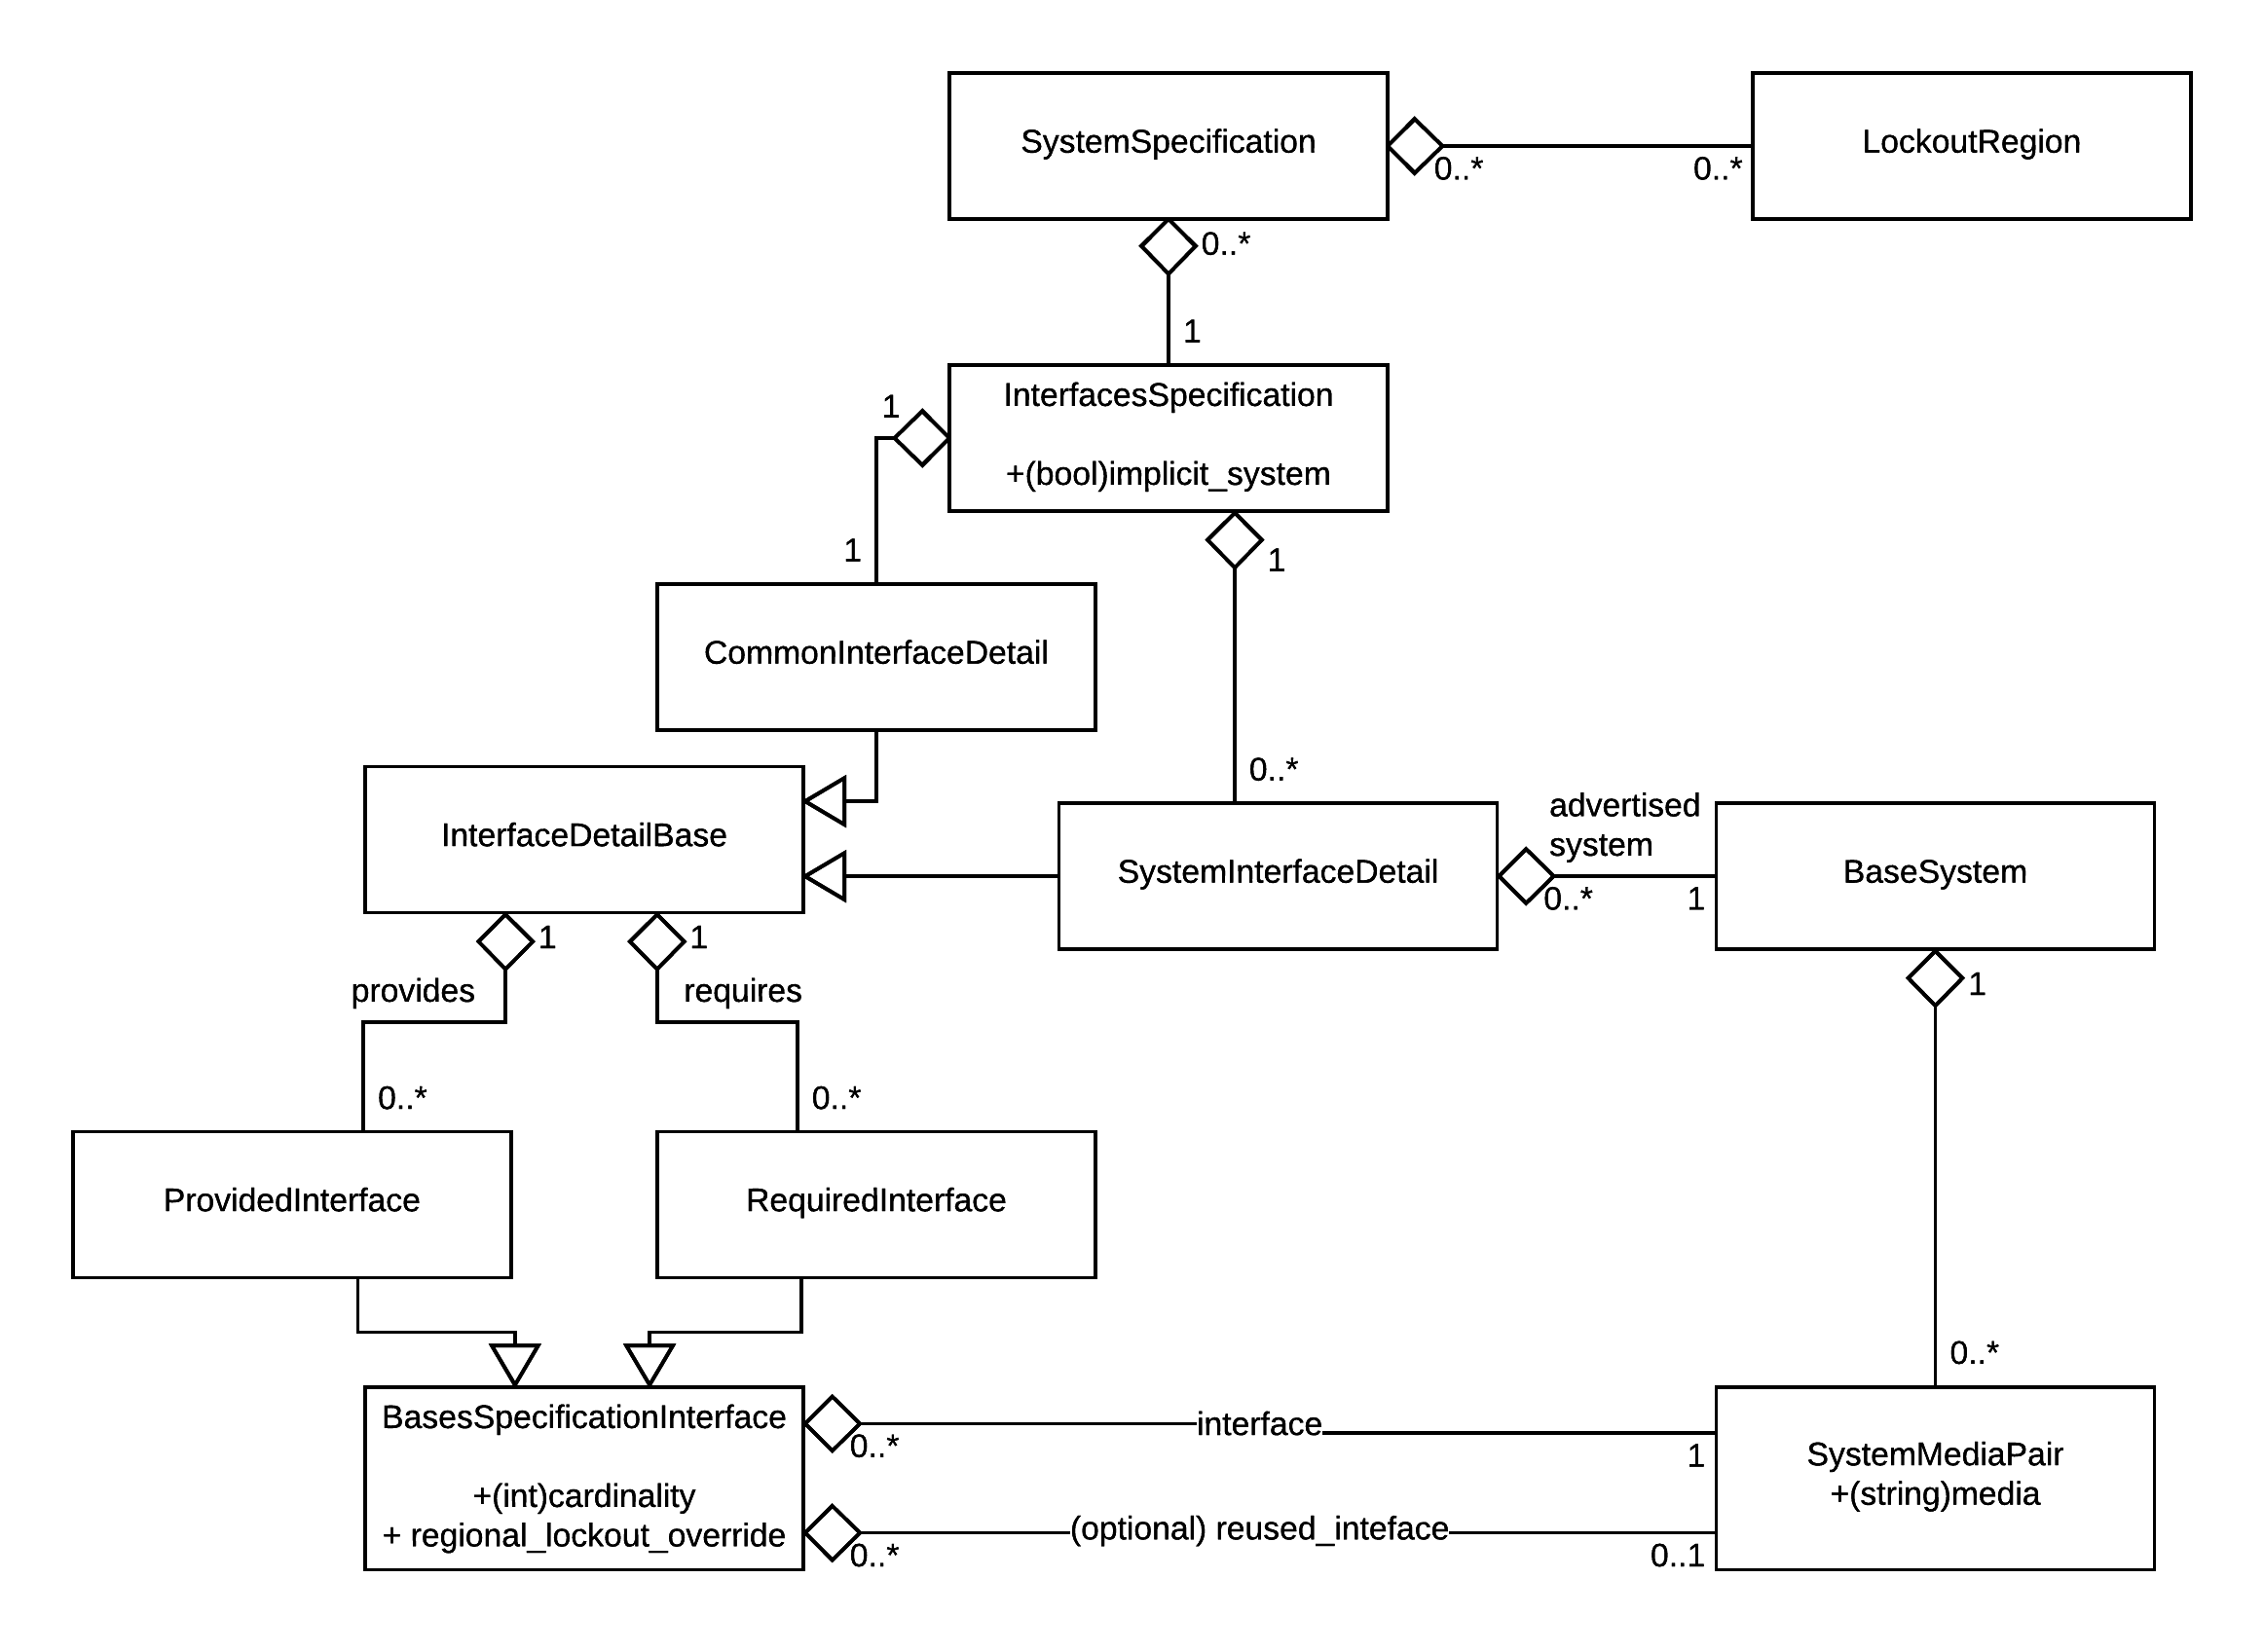 SystemSpecification
LockoutRegion
0..*
0..*
0..*
1
InterfacesSpecification
+(bool)implicit_system
1
1
1
CommonInterfaceDetail
0..*
advertised
system
InterfaceDetailBase
SystemInterfaceDetail
BaseSystem
0..*
1
1
1
provides
requires
1
0..*
0..*
ProvidedInterface
RequiredInterface
0..*
BasesSpecificationInterface
+(int)cardinality
+ regional_lockout_override
interface
0..*
1
SystemMediaPair
+(string)media
(optional) reused_inteface
0..*
0..1